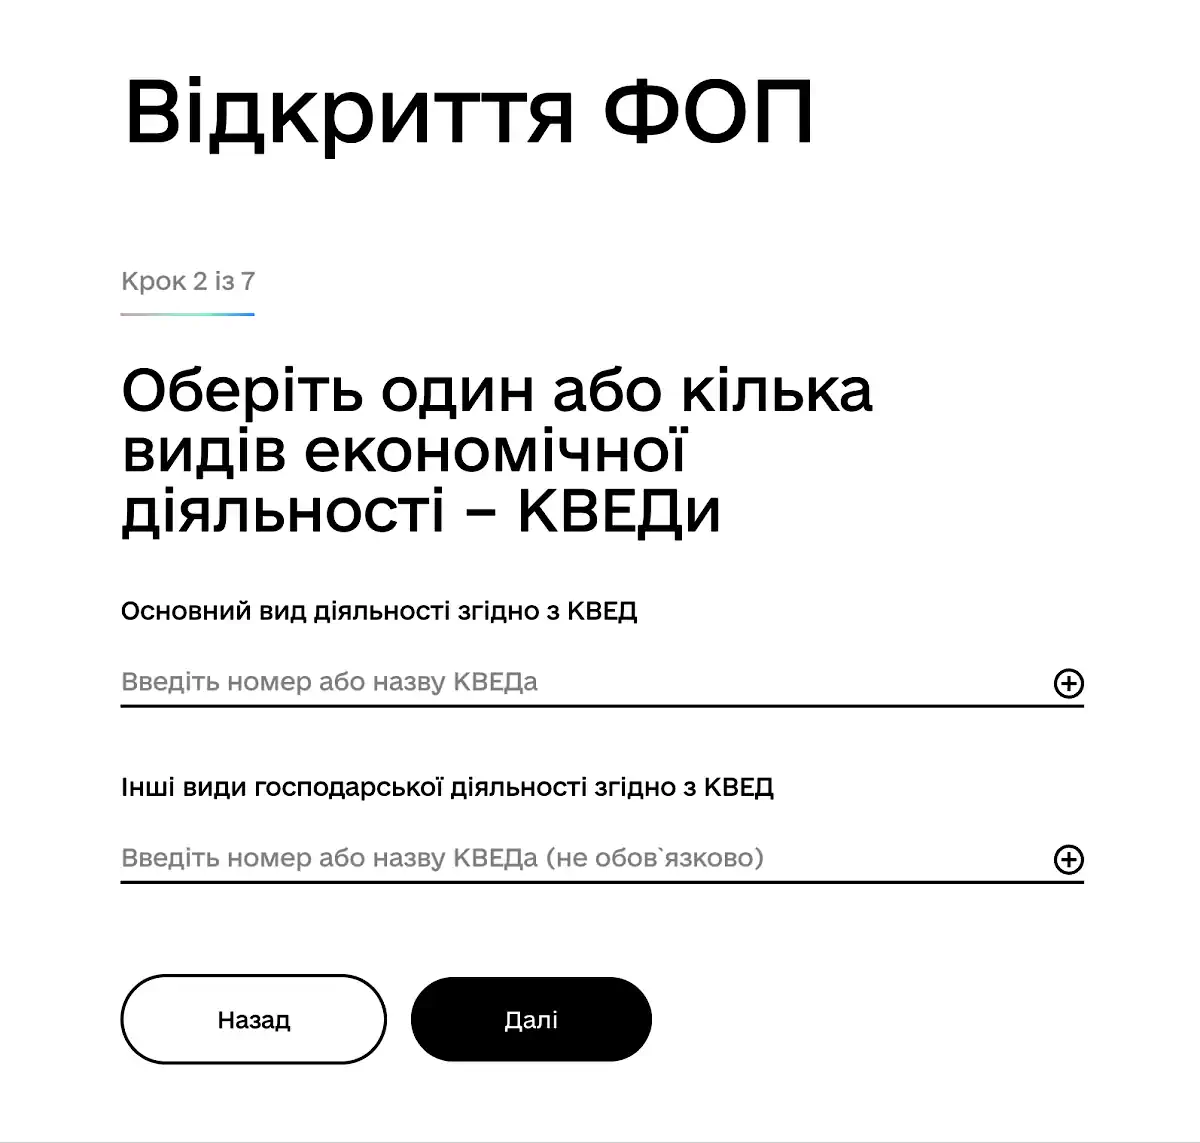 Відкриття ФОП
Крок 2 із 7
Оберіть один або кілька
видів економічної
діяльності – КВЕДи
Основний вид діяльності згідно з КВЕД
Введіть номер або назву КВЕДа
Інші види господарської діяльності згідно з КВЕД
Введіть номер або назву КВЕДа (не обов`язково)
Назад
Далі